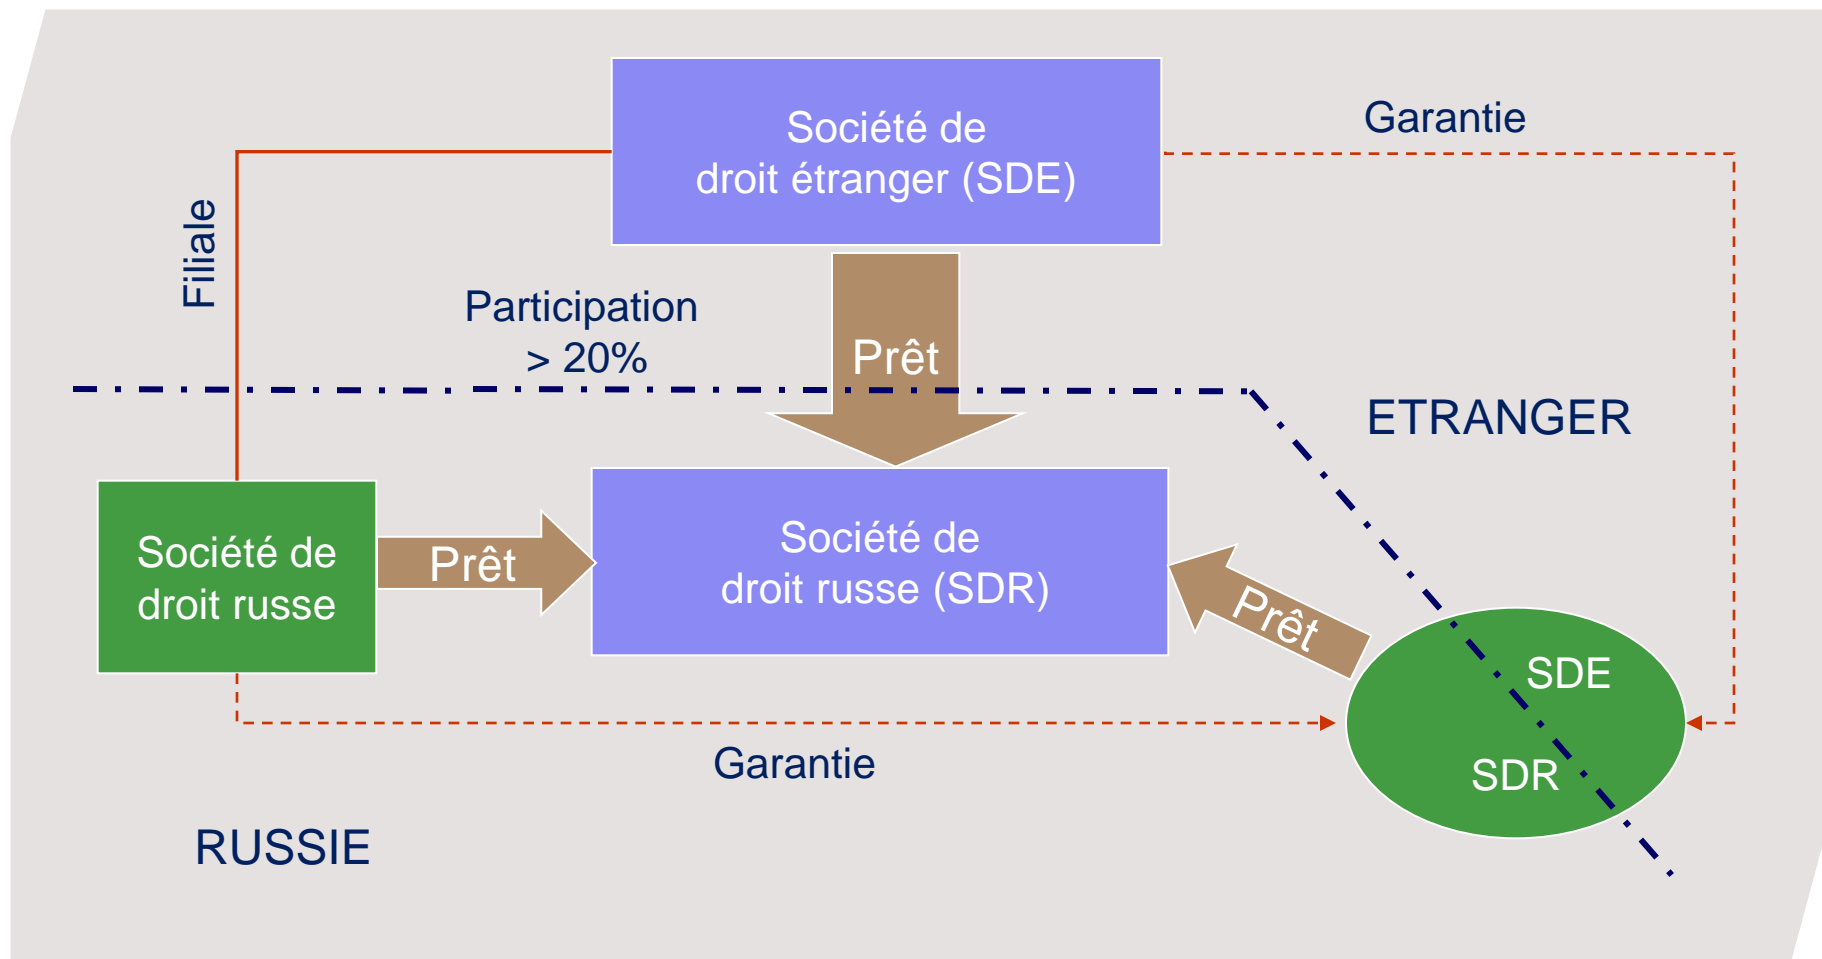 Société de
droit étranger (SDE)
Garantie
Filiale
Participation
> 20%
Prêt
ETRANGER
Société de
droit russe
Prêt
Société de
droit russe (SDR)
Prêt
SDE
SDR
Garantie
RUSSIE